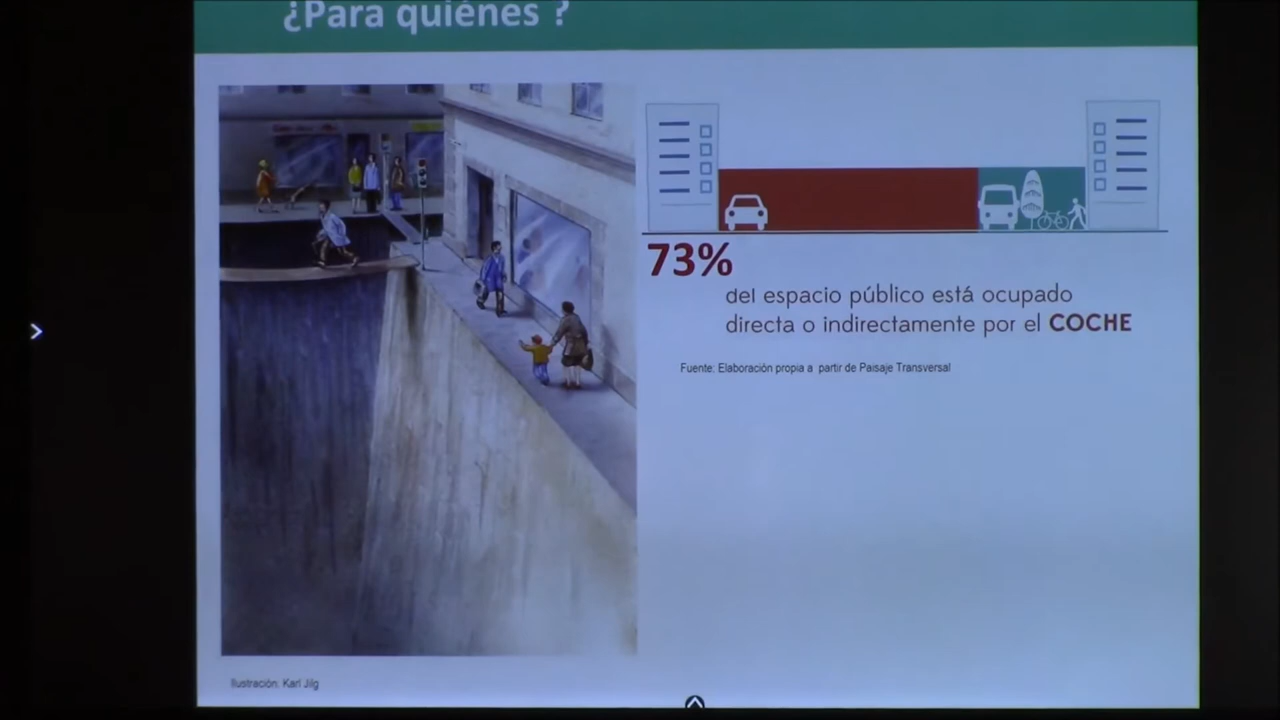 ¿Para quiénes ?
73%
del espacio público está ocupado
directa o indirectamente por el COCHE
Fuente: Elaboración propia a partir de Paisaje Transversal
Ilustración: Karl Jilg